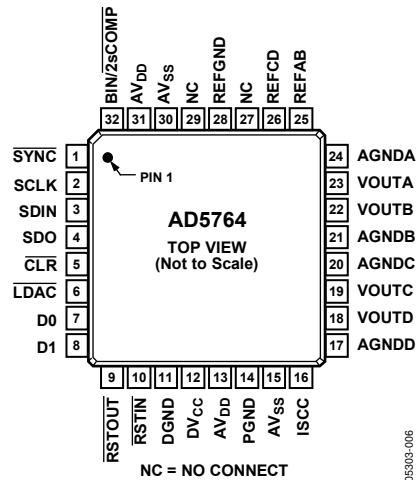 BIN/2sCOMP
AVDD
AVSS
NC
REFGND
NC
REFCD
REFAB
32 31 30 29 28 27 26 25
SYNC 1
SCLK 2
SDIN 3
SDO 4
CLR 5
LDAC 6
D0 7
D1 8
PIN 1
AD5764
TOP VIEW
(Not to Scale)
24 AGNDA
23 VOUTA
22 VOUTB
21 AGNDB
20 AGNDC
19 VOUTC
18 VOUTD
17 AGNDD
9 10 11 12 13 14 15 16
RSTOUT
RSTIN
DGND
DVCC
AVDD
PGND
AVSS
ISCC
NC = NO CONNECT
05303-006